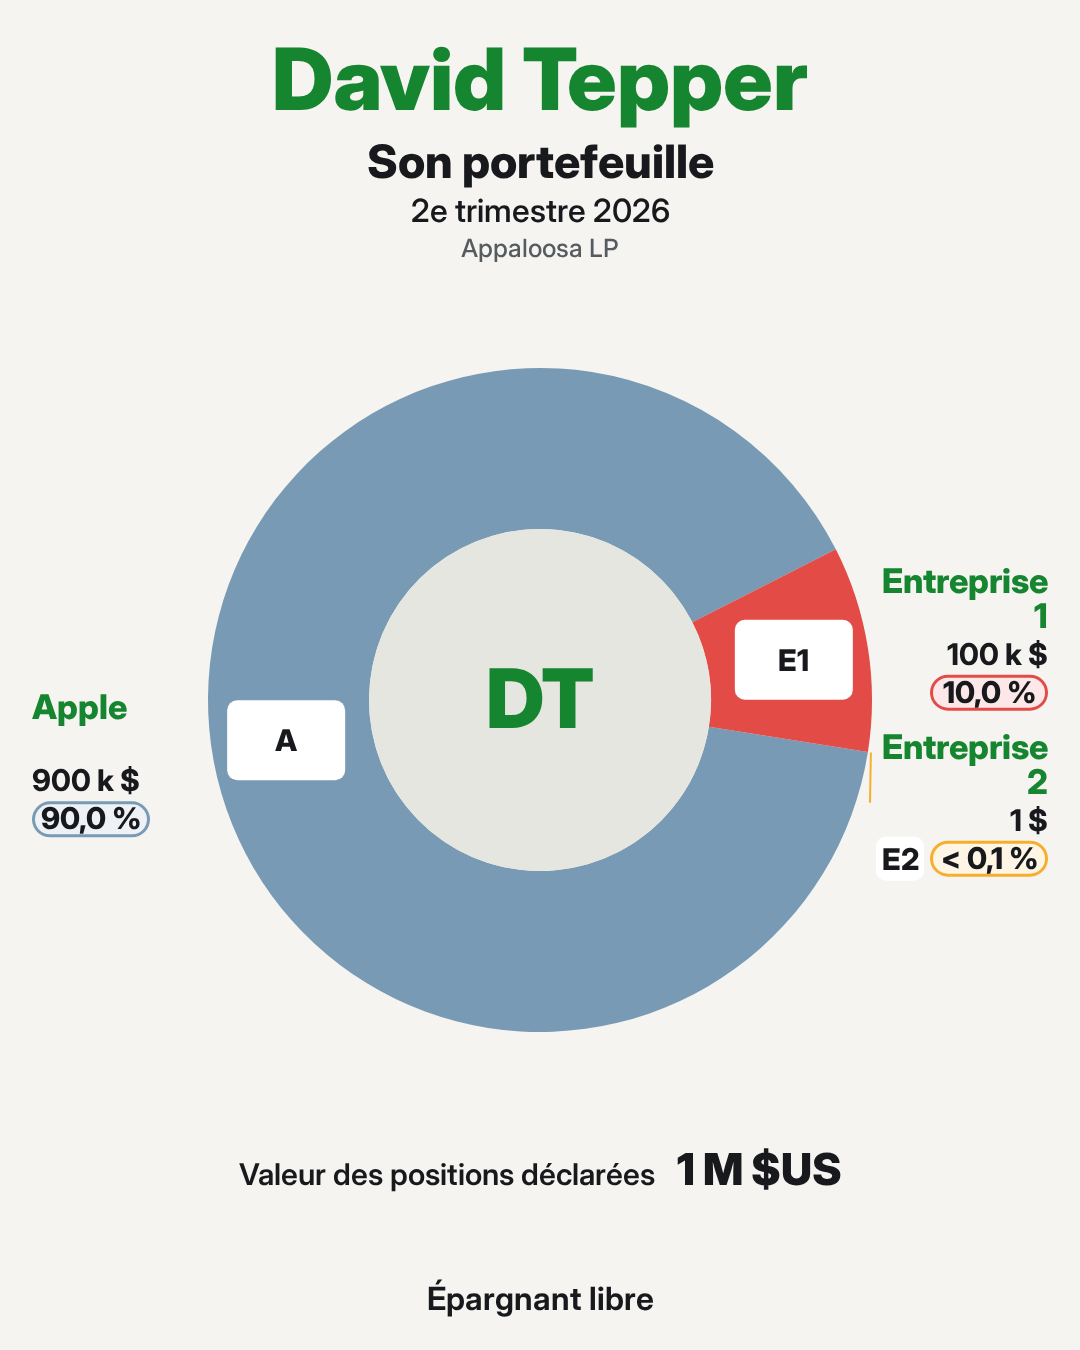 David Tepper
Son portefeuille
2e trimestre 2026
Appaloosa LP
Entreprise
1
100 k $
10,0 %
E1
DT
Apple
900 k $
90,0 %
A
Entreprise
2
1 $
E2 < 0,1 %
Valeur des positions déclarées 1 M $US
Épargnant libre